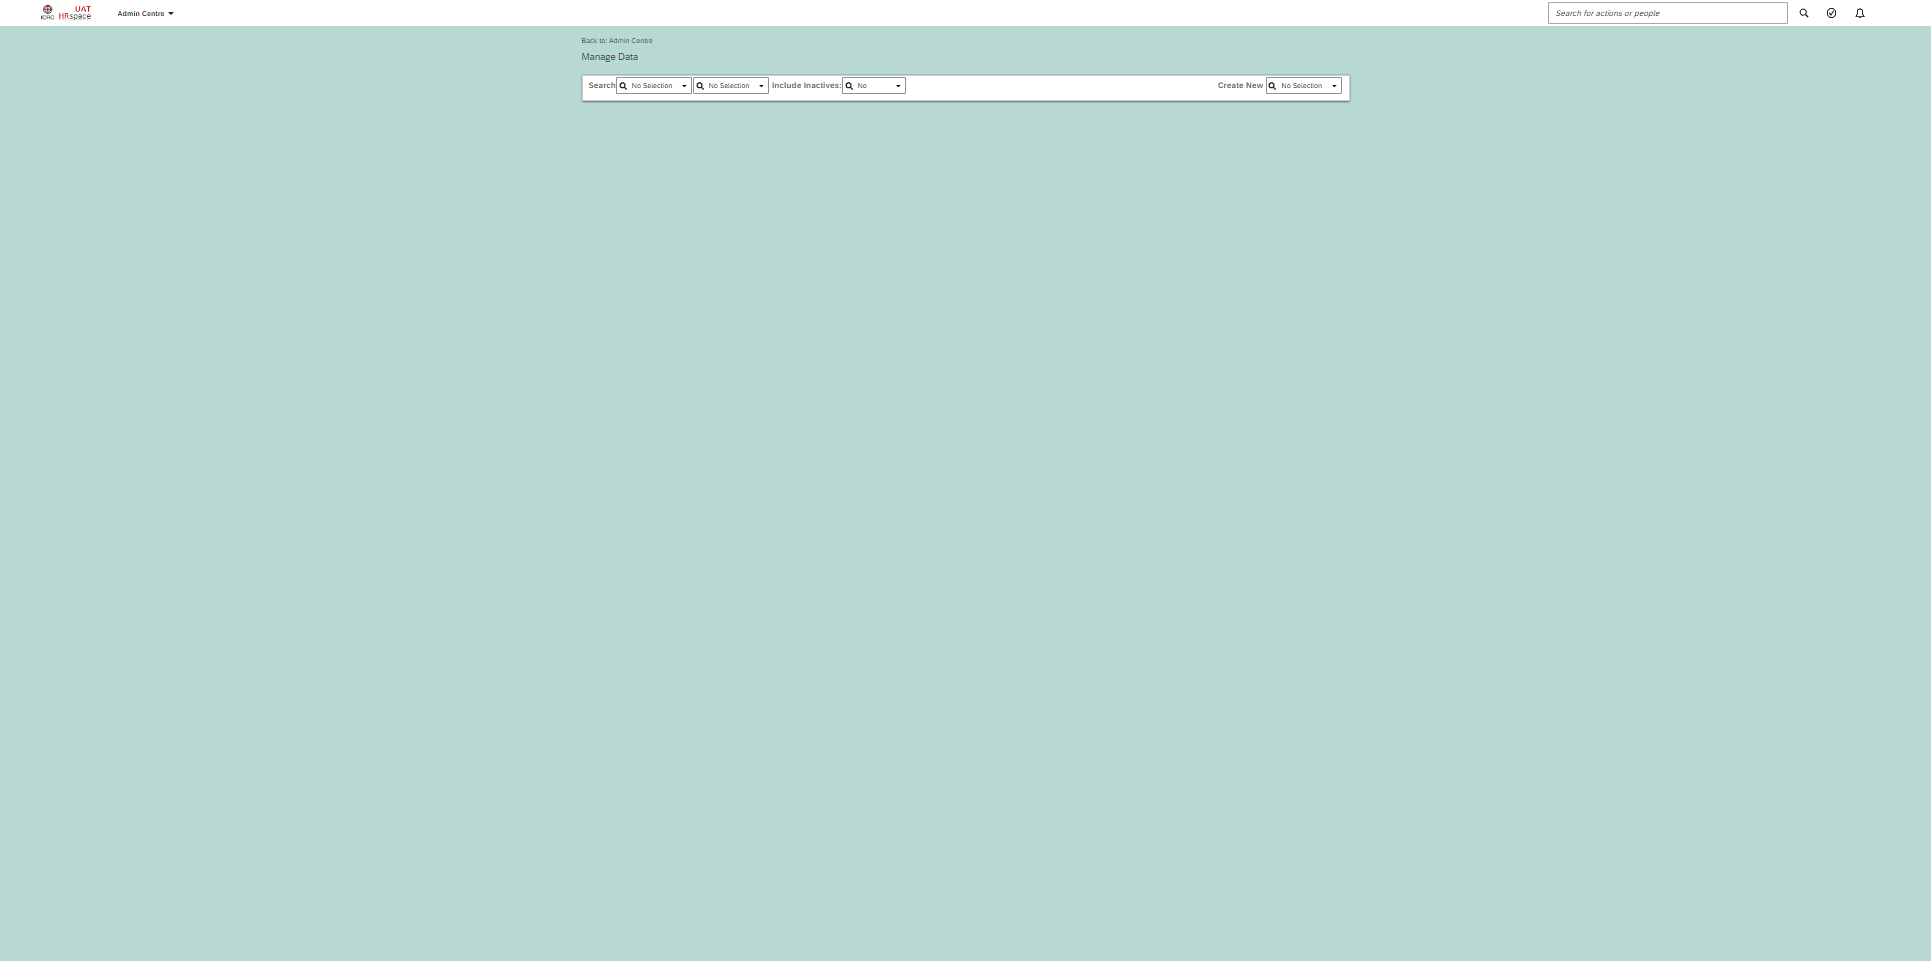 ICRC
UAT
HRspace
Admin Centre
Search for actions or people
Back to: Admin Centre
Manage Data
Search No Selection No Selection Include Inactives: No Create New No Selection